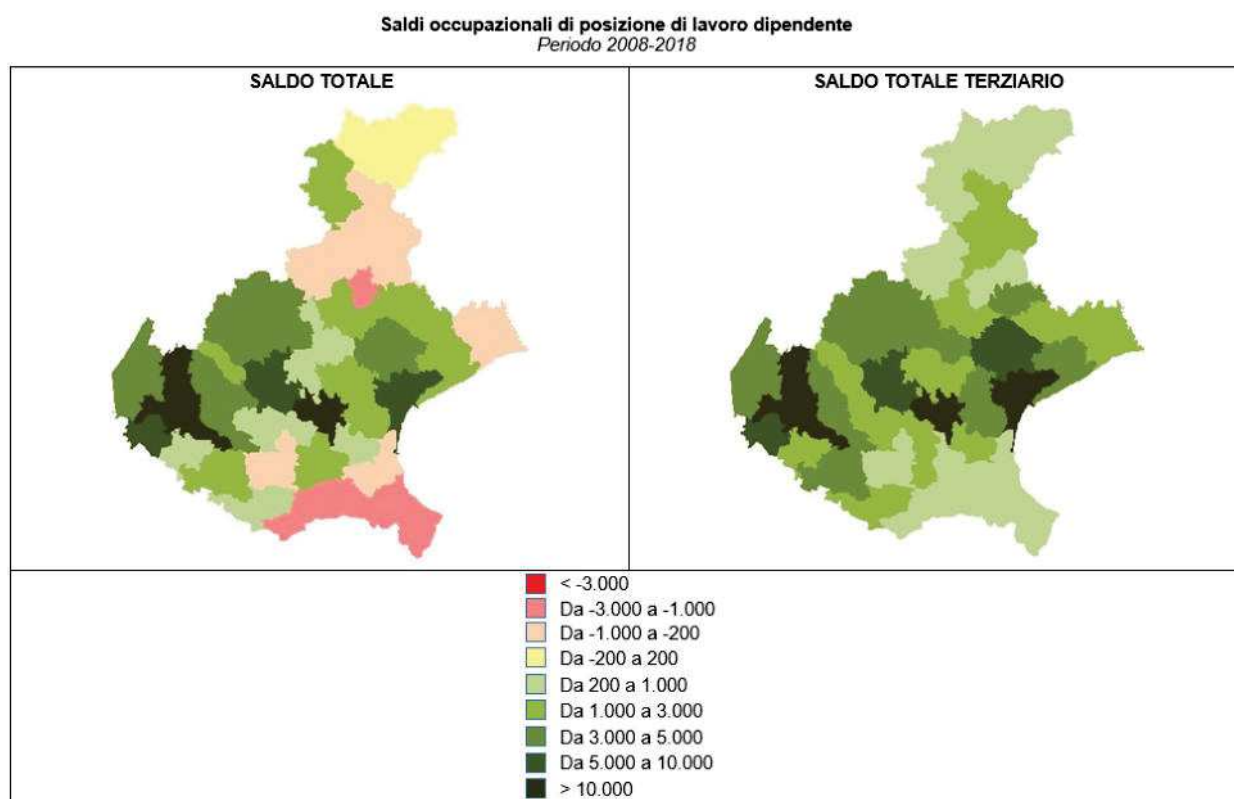 Saldi occupazionali di posizione di lavoro dipendente
Periodo 2008-2018
SALDO TOTALE
SALDO TOTALE TERZIARIO
< -3.000
Da -3.000 a -1.000
Da -1.000 a -200
Da -200 a 200
Da 200 a 1.000
Da 1.000 a 3.000
Da 3.000 a 5.000
Da 5.000 a 10.000
> 10.000